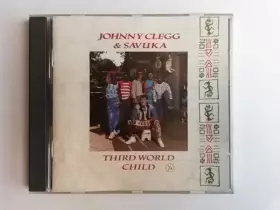 JOHNNY CLEGG
& SAVUKA
THIRD WORLD
CHILD